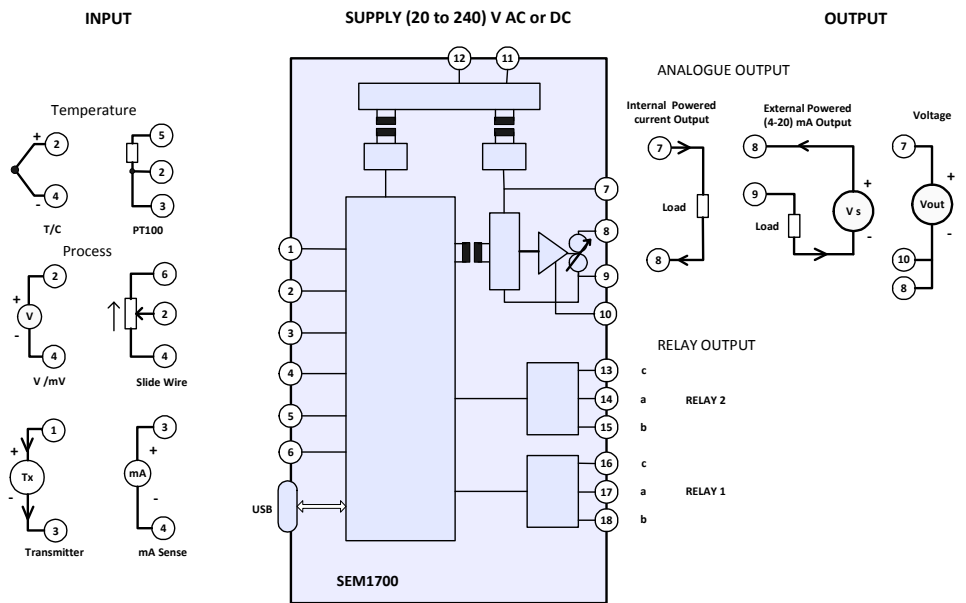 INPUT
SUPPLY (20 to 240) V AC or DC
OUTPUT
12
11
ANALOGUE OUTPUT
Temperature
+
2
4
-
T/C
5
2
3
PT100
Process
2
+
V
-
4
V /mV
6
2
4
Slide Wire
1
+
Tx
-
3
Transmitter
3
+
mA
-
4
mA Sense
1
2
3
4
5
6
USB
SEM1700
7
8
9
10
13 c
14 a RELAY 2
15 b
16 c
17 a RELAY 1
18 b
Internal Powered
current Output
7
Load
8
External Powered
(4-20) mA Output
8
9
Load
+
V s
-
Voltage
7
+
Vout
-
10
8
RELAY OUTPUT